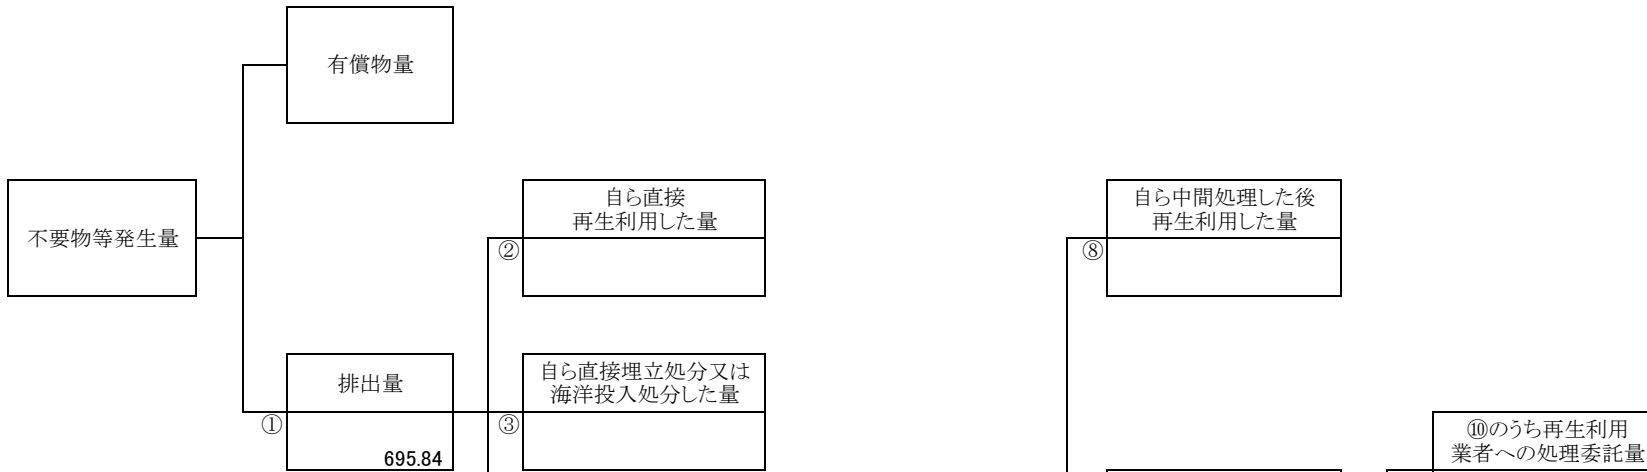 有償物量
不要物等発生量
自ら直接
再生利用した量
②
自ら中間処理した後
再生利用した量
⑧
排出量
①
695.84
自ら直接埋立処分又は
海洋投入処分した量
③
⑩のうち再生利用
業者への処理委託量